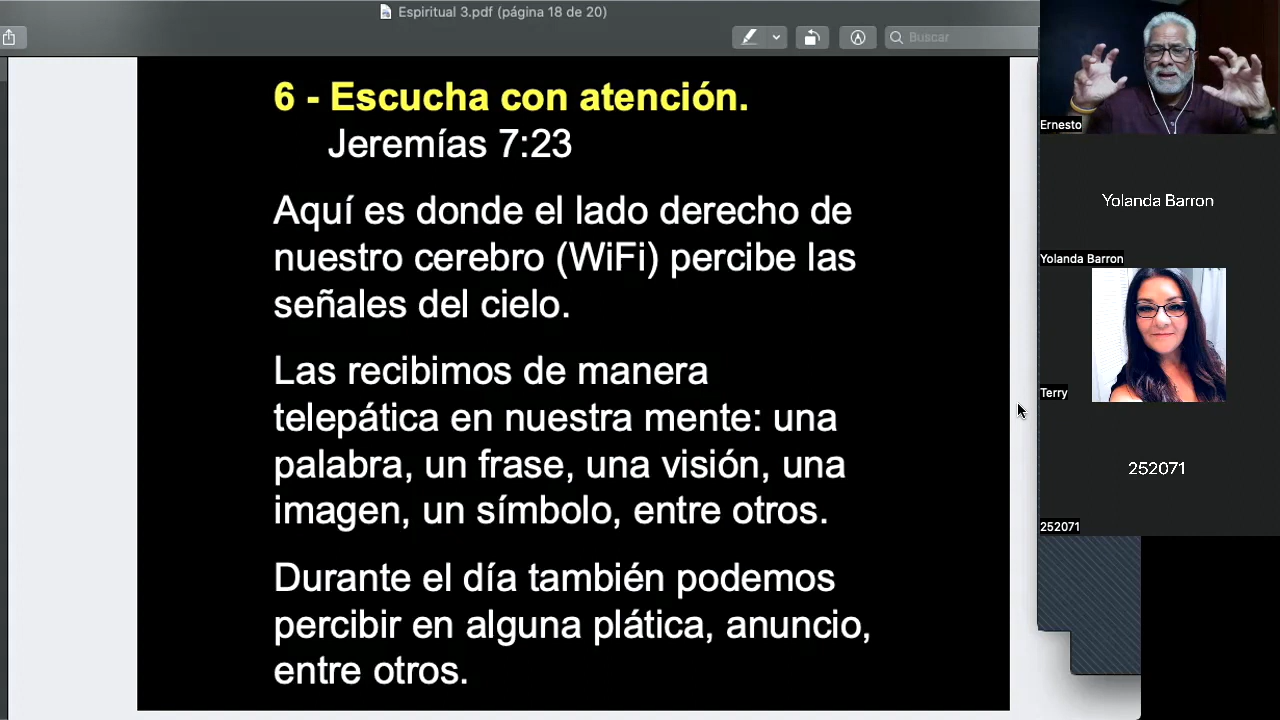 Espiritual 3.pdf (página 18 de 20)
Buscar
6 - Escucha con atención.
Jeremías 7:23
Aquí es donde el lado derecho de
nuestro cerebro (WiFi) percibe las
señales del cielo.
Las recibimos de manera
telepática en nuestra mente: una
palabra, un frase, una visión, una
imagen, un símbolo, entre otros.
Durante el día también podemos
percibir en alguna plática, anuncio,
entre otros.
Ernesto
Yolanda Barron
Yolanda Barron
Terry
252071
252071